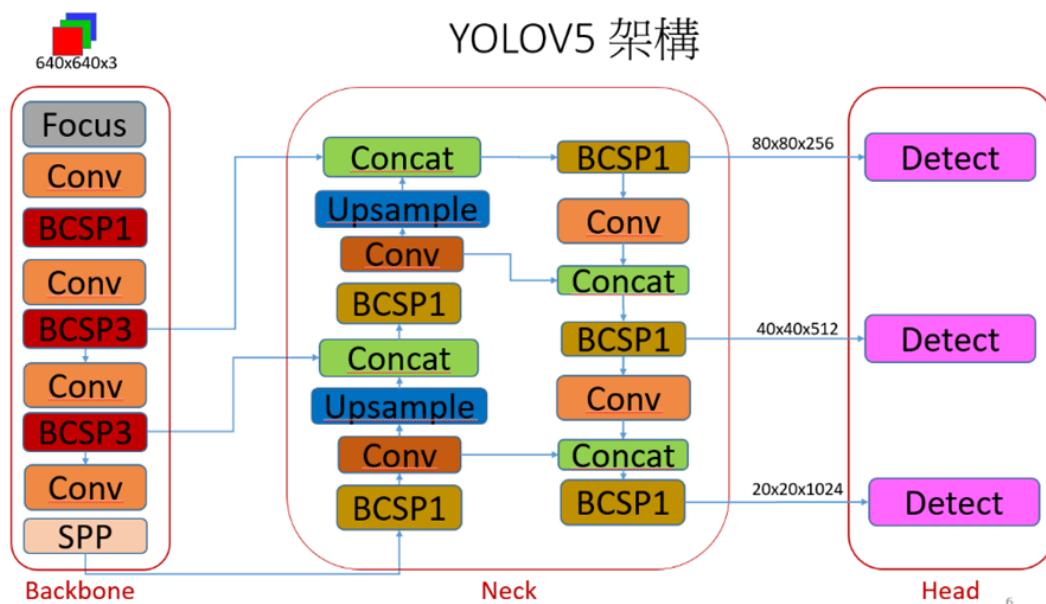 YOLOV5 架構
640x640x3
Focus
Conv
BCSP1
Conv
BCSP3
Conv
BCSP3
Conv
SPP
Backbone
Concat
Upsample
Conv
BCSP1
Concat
Upsample
Conv
BCSP1
BCSP1
Conv
Concat
BCSP1
Conv
Concat
BCSP1
Neck
80x80x256
40x40x512
20x20x1024
Detect
Detect
Detect
Head
6